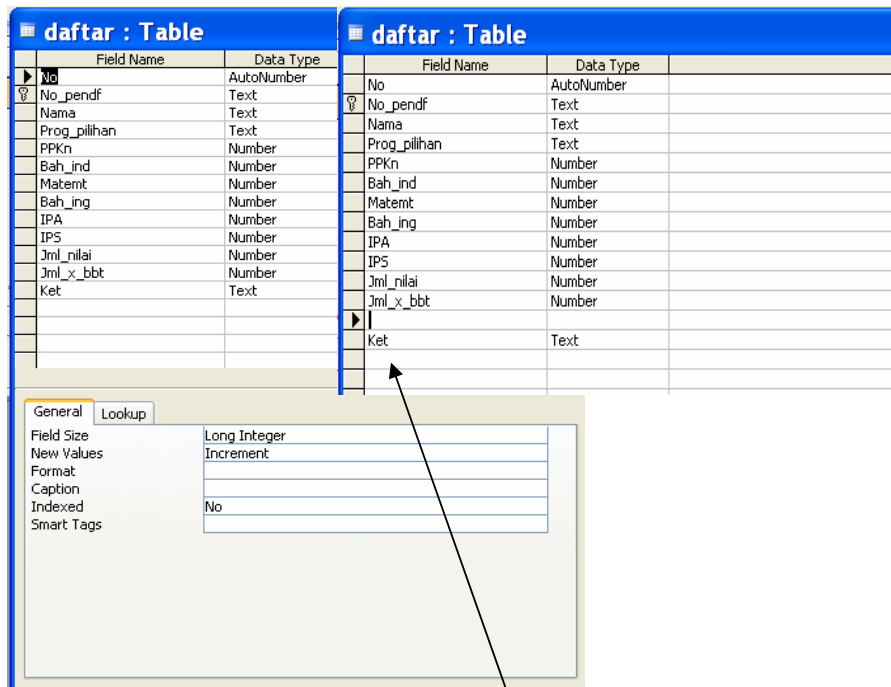 daftar : Table
Field Name Data Type
No AutoNumber
No_pendf Text
Nama Text
Prog_pilihan Text
PPKn Number
Bah_ind Number
Matemt Number
Bah_ing Number
IPA Number
IPS Number
Jml_nilai Number
Jml_x_bbt Number
Ket Text
General Lookup
Field Size Long Integer
New Values Increment
Format
Caption
Indexed No
Smart Tags
daftar : Table
Field Name Data Type
No AutoNumber
No_pendf Text
Nama Text
Prog_pilihan Text
PPKn Number
Bah_ind Number
Matemt Number
Bah_ing Number
IPA Number
IPS Number
Jml_nilai Number
Jml_x_bbt Number
Ket Text